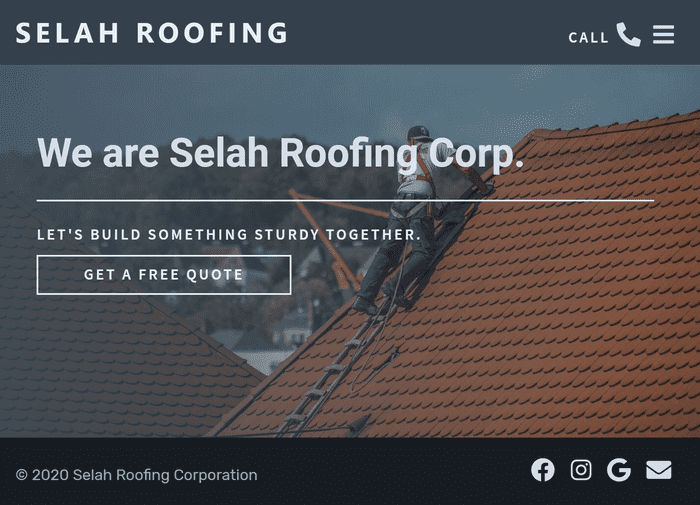 SELAH ROOFING
CALL
We are Selah Roofing Corp.
LET'S BUILD SOMETHING STURDY TOGETHER.
GET A FREE QUOTE
© 2020 Selah Roofing Corporation